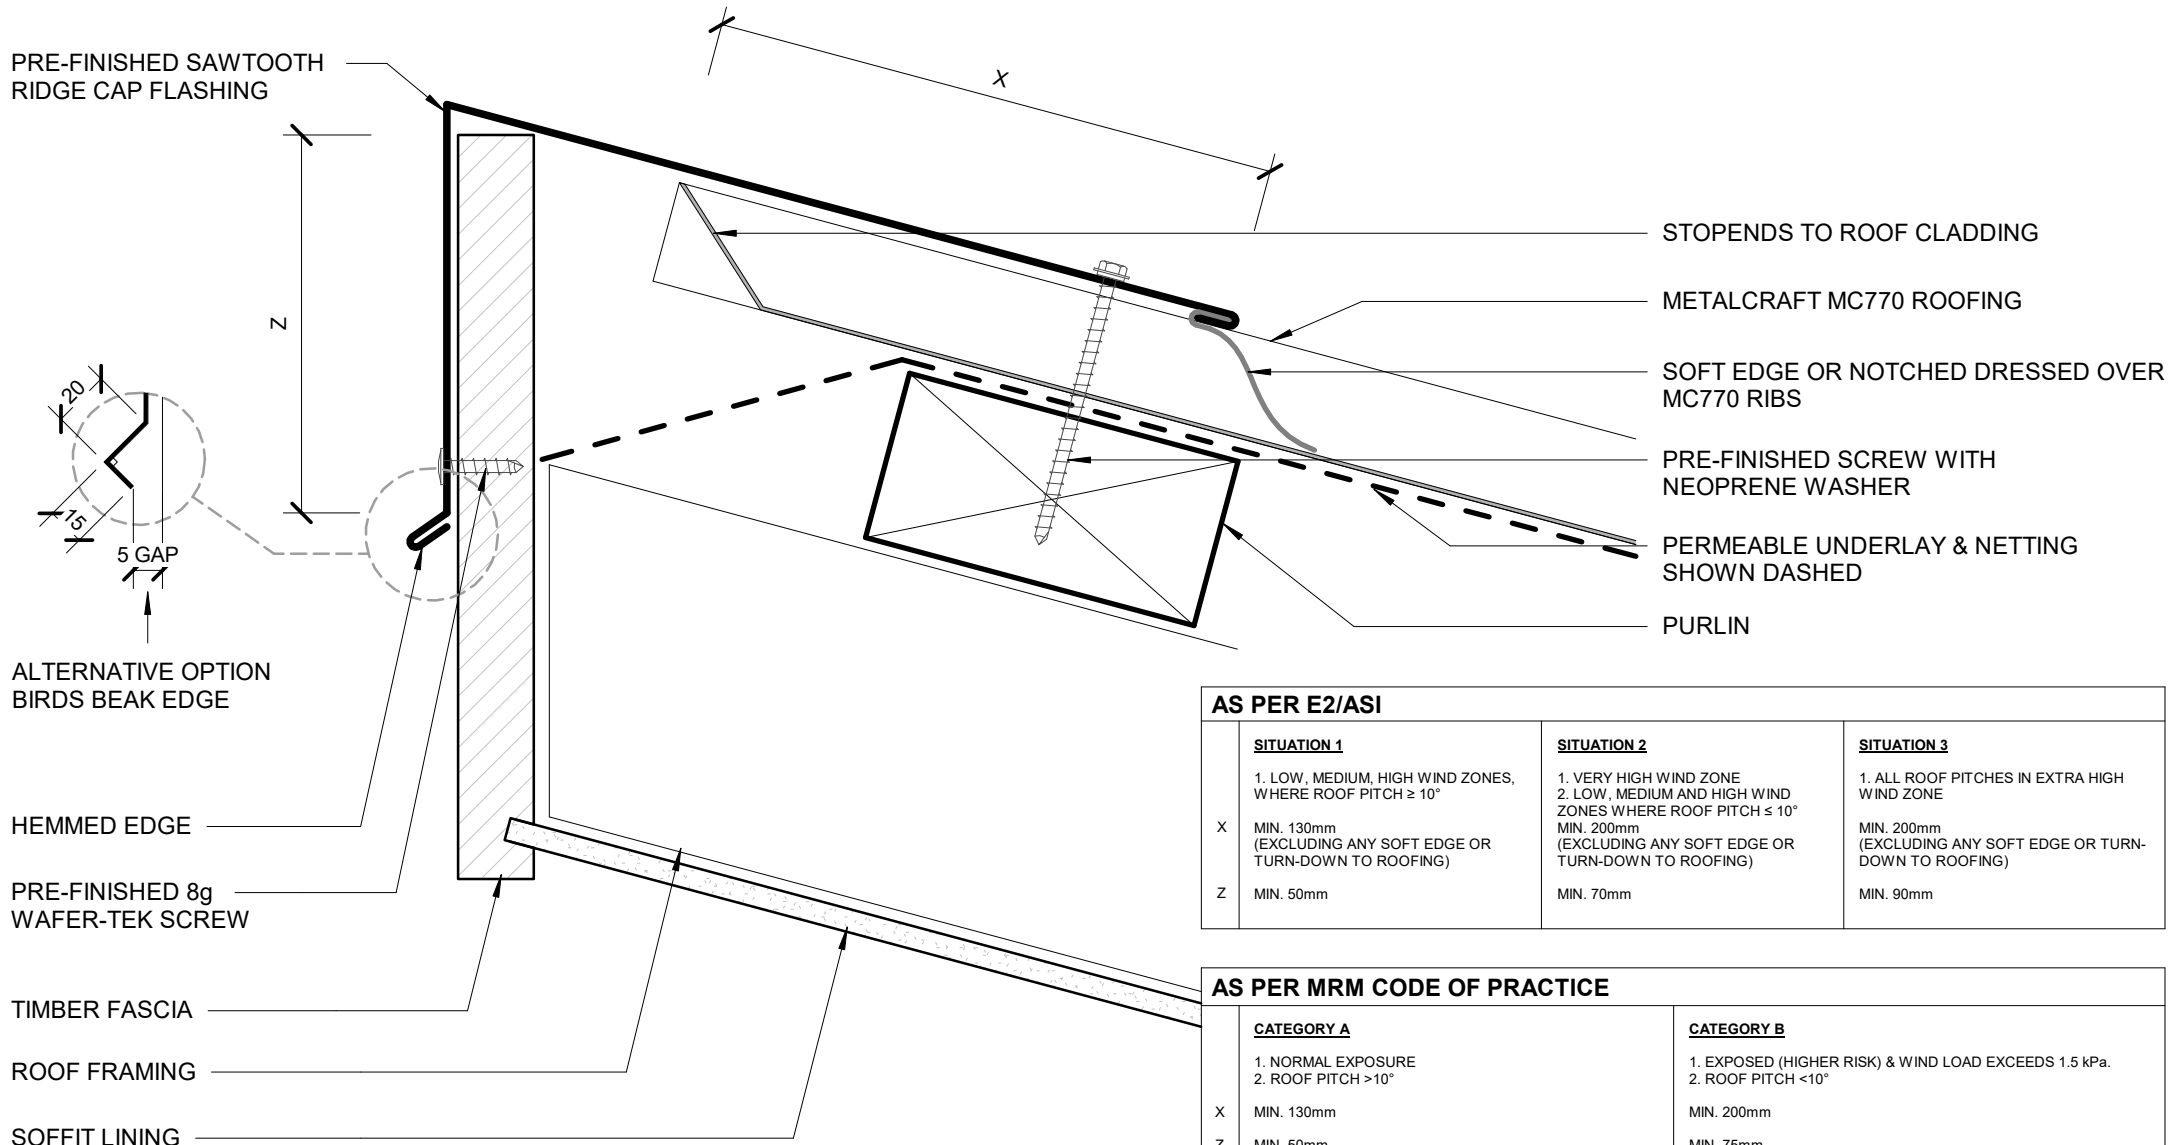 PRE-FINISHED SAWTOOTH
RIDGE CAP FLASHING
X
Z
20
15
5 GAP
ALTERNATIVE OPTION
BIRDS BEAK EDGE
HEMMED EDGE
PRE-FINISHED 8g
WAFER-TEK SCREW
TIMBER FASCIA
ROOF FRAMING
SOFFIT LINING
STOPENDS TO ROOF CLADDING
METALCRAFT MC770 ROOFING
SOFT EDGE OR NOTCHED DRESSED OVER
MC770 RIBS
PRE-FINISHED SCREW WITH
NEOPRENE WASHER
PERMEABLE UNDERLAY & NETTING
SHOWN DASHED
PURLIN
AS PER E2/ASI
SITUATION 1
1. LOW, MEDIUM, HIGH WIND ZONES,
WHERE ROOF PITCH ≥ 10°
X
MIN. 130mm
(EXCLUDING ANY SOFT EDGE OR
TURN-DOWN TO ROOFING)
Z
MIN. 50mm
SITUATION 2
1. VERY HIGH WIND ZONE
2. LOW, MEDIUM AND HIGH WIND
ZONES WHERE ROOF PITCH ≤ 10°
MIN. 200mm
(EXCLUDING ANY SOFT EDGE OR
TURN-DOWN TO ROOFING)
MIN. 70mm
SITUATION 3
1. ALL ROOF PITCHES IN EXTRA HIGH
WIND ZONE
MIN. 200mm
(EXCLUDING ANY SOFT EDGE OR TURN-
DOWN TO ROOFING)
MIN. 90mm
AS PER MRM CODE OF PRACTICE
CATEGORY A
1. NORMAL EXPOSURE
2. ROOF PITCH >10°
X
MIN. 130mm
Z
MIN. 50mm
CATEGORY B
1. EXPOSED (HIGHER RISK) & WIND LOAD EXCEEDS 1.5 kPa.
2. ROOF PITCH <10°
MIN. 200mm
MIN. 75mm